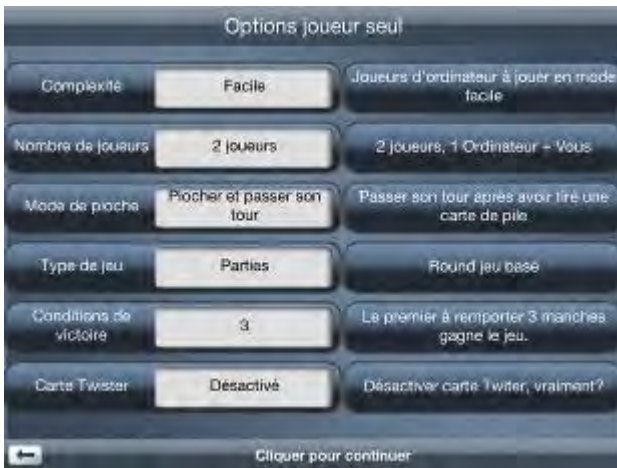 Options joueur seul
Complexité
Facile
Joueurs d'ordinateur à jouer en mode
facile
Nombre de joueurs
2 joueurs
2 joueurs, 1 Ordinateur + Vous
Mode de pioche
Piocher et passer son
tour
Passer son tour après avoir tiré une
carte de pile
Type de jeu
Parties
Round jeu base
Conditions de
victoire
3
Le premier à remporter 3 manches
gagne le jeu.
Carte Twister
Désactivé
Désactiver carte Twiter, vraiment?
Cliquer pour continuer